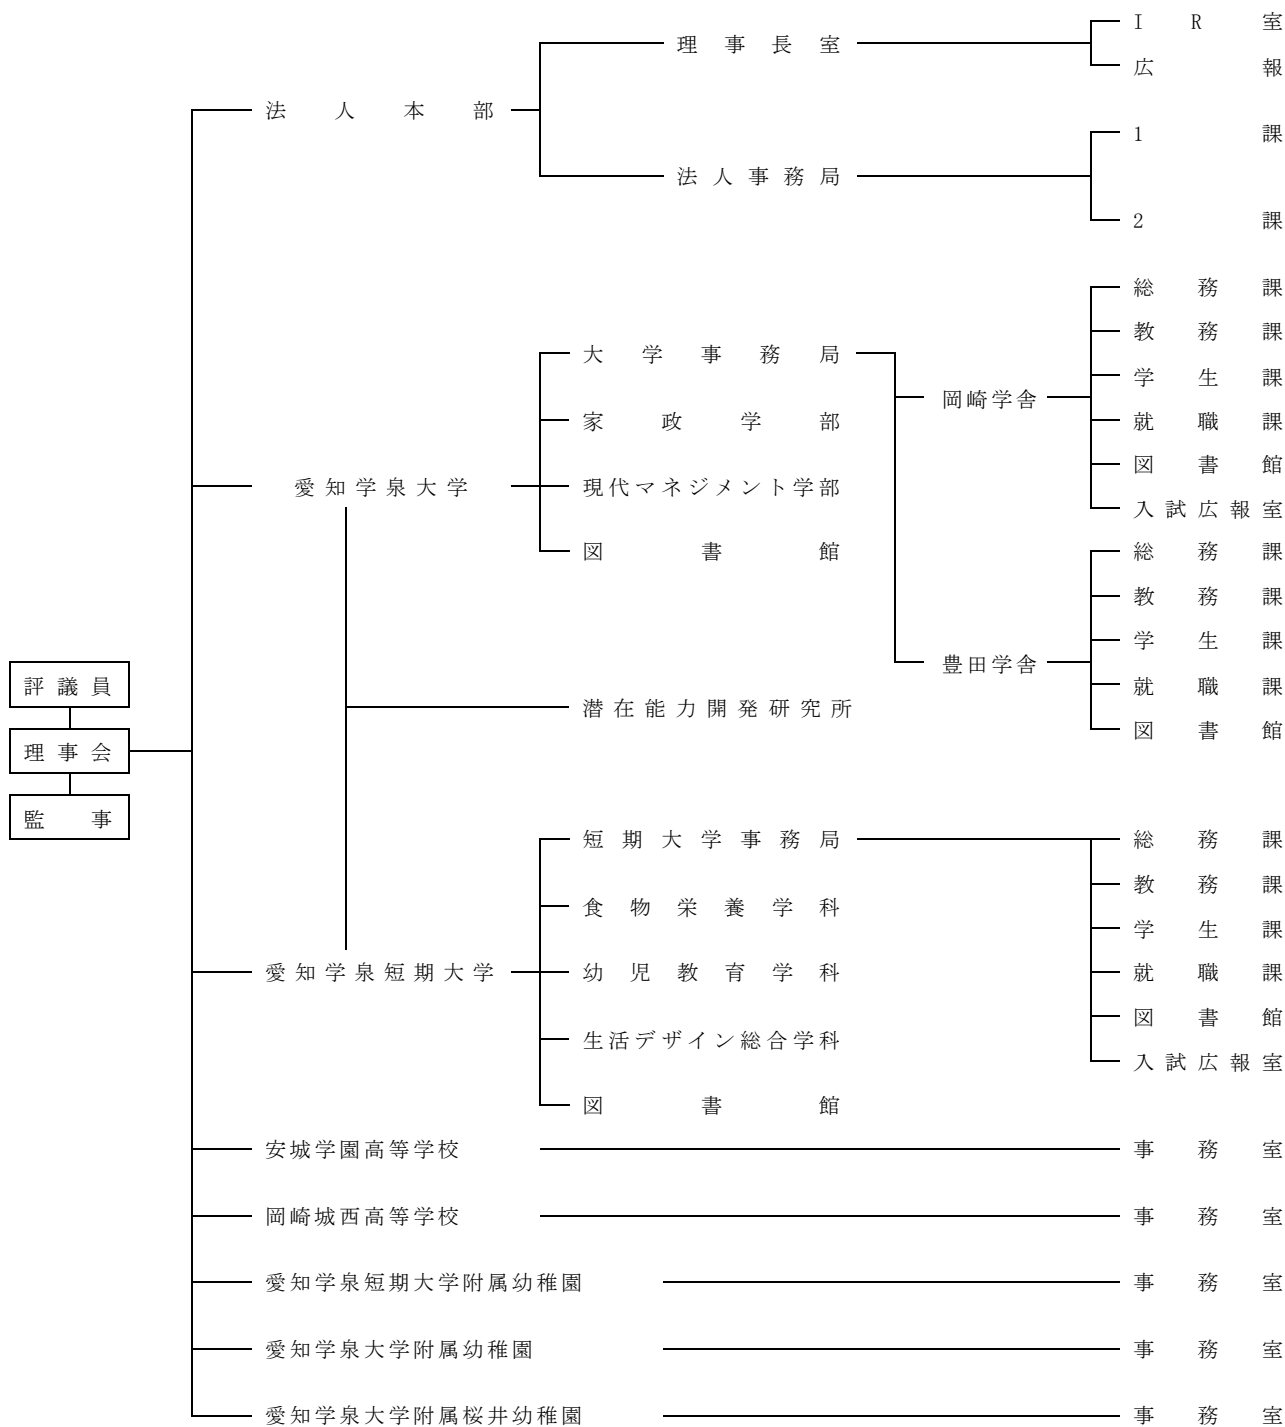 I R 室
理事長室
広報
法人本部
1課
法人事務局
2課
総務課
教務課
大学事務局
学生課
岡崎学舎
家政学部
就職課
図書館
愛知学泉大学
現代マネジメント学部
入試広報室
図書館
総務課
教務課
学生課
豊田学舎
評議員
就職課
潜在能力開発研究所
図書館
理事会
監事
短期大学事務局
総務課
教務課
食物栄養学科
学生課
愛知学泉短期大学
幼児教育学科
就職課
図書館
生活デザイン総合学科
入試広報室
図書館
安城学園高等学校
事務室
岡崎城西高等学校
事務室
愛知学泉短期大学附属幼稚園
事務室
愛知学泉大学附属幼稚園
事務室
愛知学泉大学附属桜井幼稚園
事務室